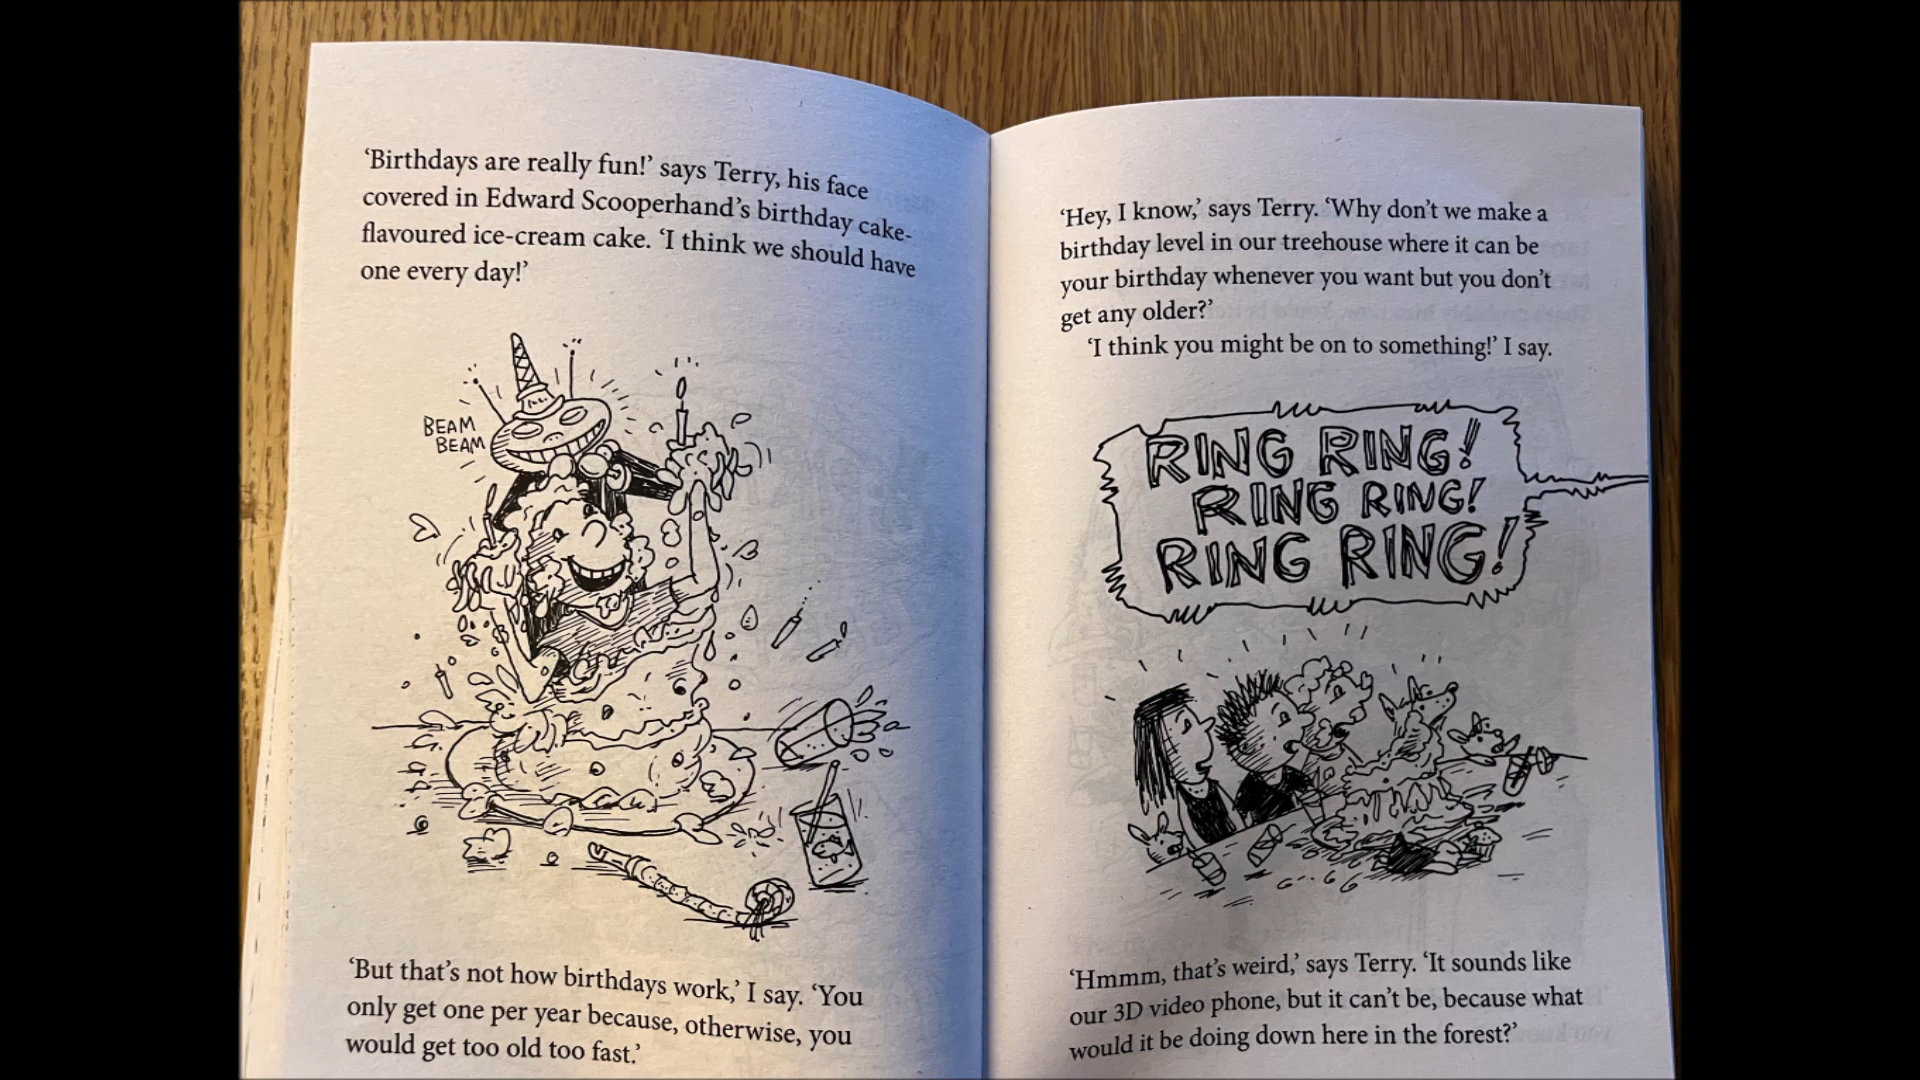 ‘Birthdays are really fun!’ says Terry, his face
covered in Edward Scooperhand’s birthday cake-
flavoured ice-cream cake. ‘I think we should have
one every day!’
BEAM
BEAM
‘But that’s not how birthdays work,’ I say. ‘You
only get one per year because, otherwise, you
would get too old too fast.’
‘Hey, I know,’ says Terry. ‘Why don’t we make a
birthday level in our treehouse where it can be
your birthday whenever you want but you don’t
get any older?’
‘I think you might be on to something!’ I say.
RING RING!
RING RING!
RING RING!
‘Hmmm, that’s weird,’ says Terry. ‘It sounds like
our 3D video phone, but it can’t be, because what
would it be doing down here in the forest?’